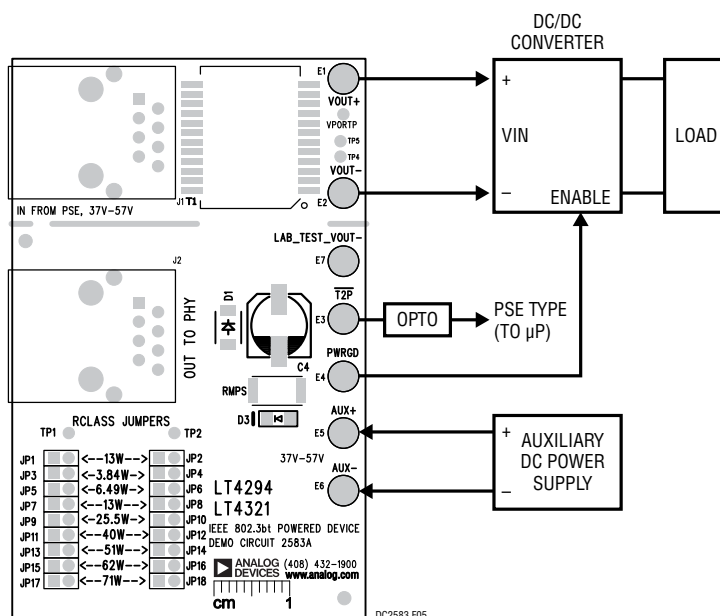 DC/DC
CONVERTER
E1
VOUT+
+
VPORTP
TP5
TP4
VIN
LOAD
VOUT-
–
ENABLE
J1 T1
E2
IN FROM PSE, 37V-57V
LAB_TEST_VOUT-
J2
E7
OUT TO PHY
D1
T2P
E3
OPTO
PSE TYPE
(TO µP)
PWRGD
C4
E4
RMPS
RCLASS JUMPERS
D3
AUX+
E5
+
TP1
TP2
37V-57V
AUXILIARY
DC POWER
SUPPLY
AUX-
E6
–
JP1 <--13W--> JP2
JP3 <-3.84W-> JP4
JP5 <-6.49W-> JP6
JP7 <--13W--> JP8
JP9 <-25.5W-> JP10
JP11 <--40W--> JP12
JP13 <--51W--> JP14
JP15 <--62W--> JP16
JP17 <--71W--> JP18
LT4294
LT4321
IEEE 802.3bt POWERED DEVICE
DEMO CIRCUIT 2583A
ANALOG DEVICES
(408) 432-1900
www.analog.com
cm 1
DC2583 F05